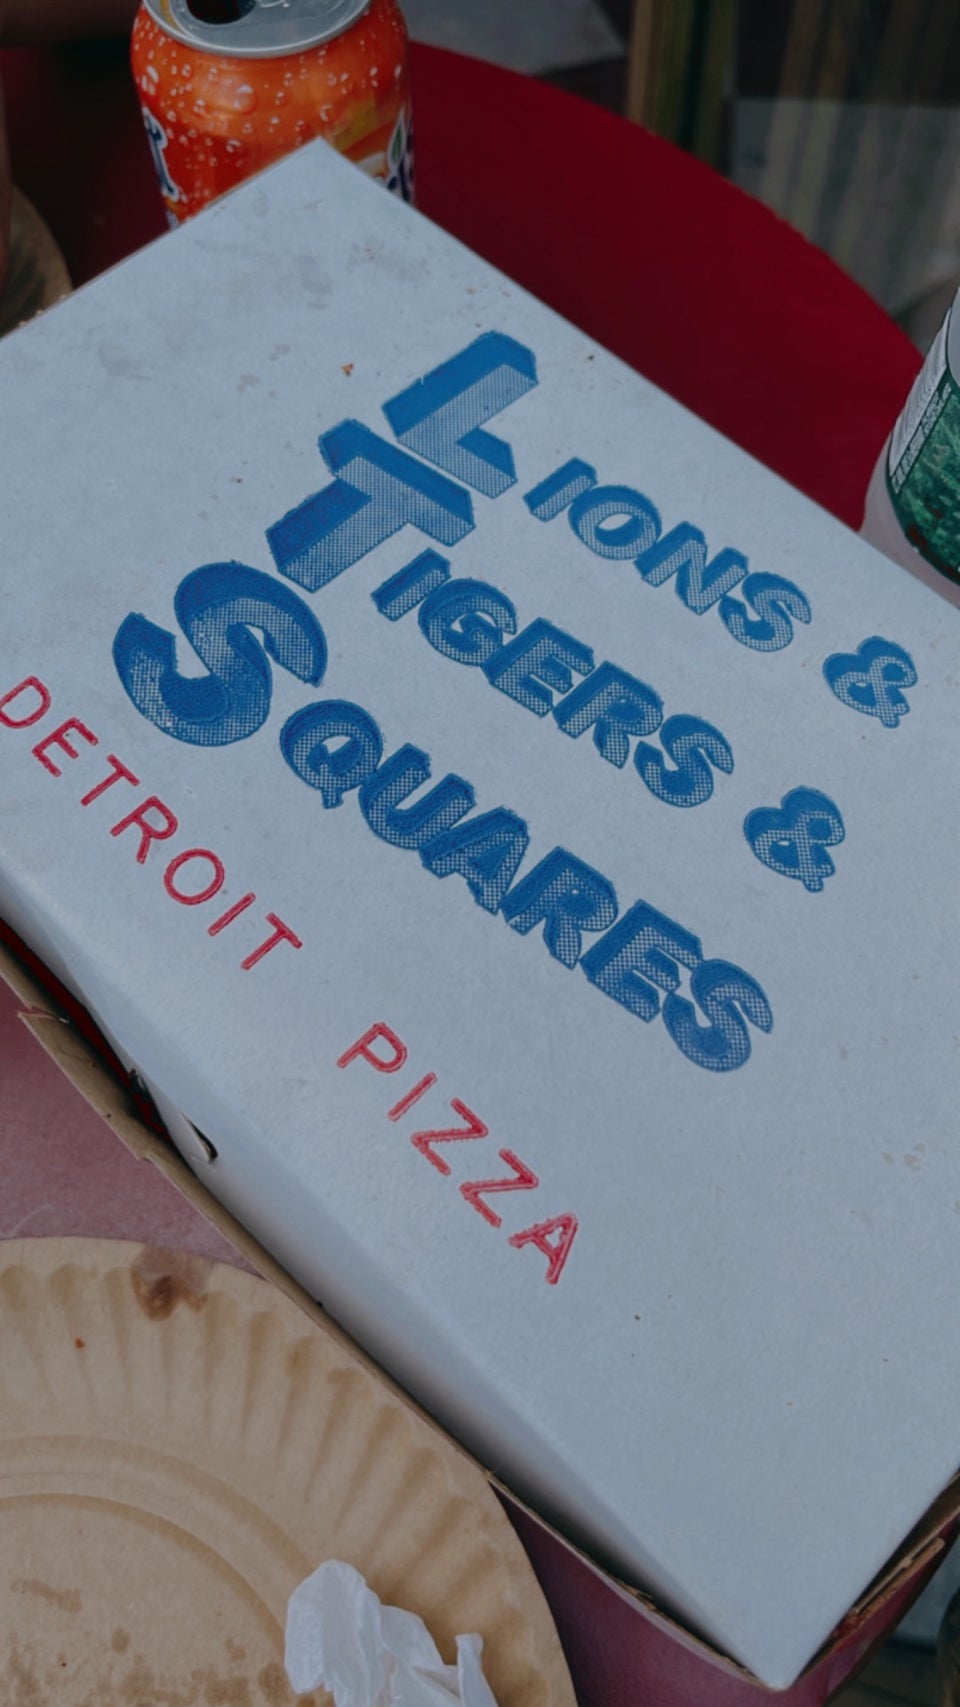 LIONS &
TIGERS &
SQUARES
DETROIT PIZZA